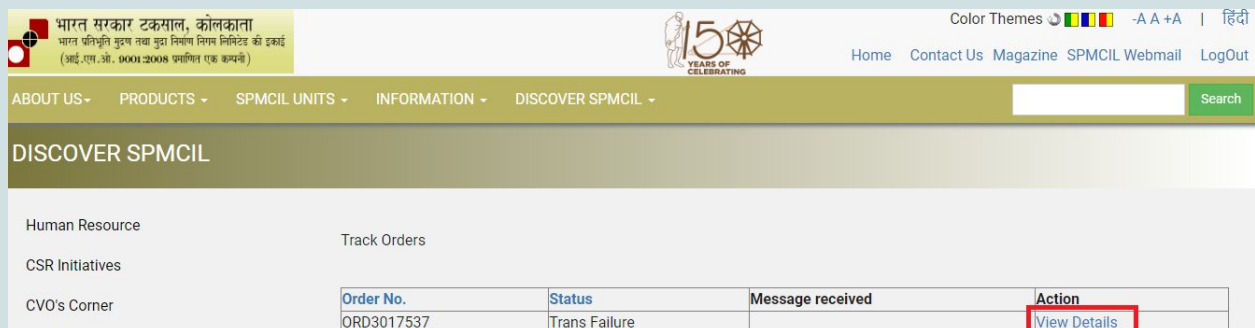 भारत सरकार टकसाल, कोलकाता
भारत प्रतिभूति मुद्रण तथा मुद्रा निर्माण निगम लिमिटेड की इकाई
(आई.एस.ओ. 9001:2008 प्रमाणित एक कम्पनी)
150
YEARS OF
CELEBRATING
Color Themes -A A +A | हिंदी
Home Contact Us Magazine SPMCIL Webmail LogOut
ABOUT US PRODUCTS SPMCIL UNITS INFORMATION DISCOVER SPMCIL Search
DISCOVER SPMCIL
Human Resource
CSR Initiatives
CVO's Corner
Track Orders
Order No. Status Message received Action
ORD3017537 Trans Failure View Details